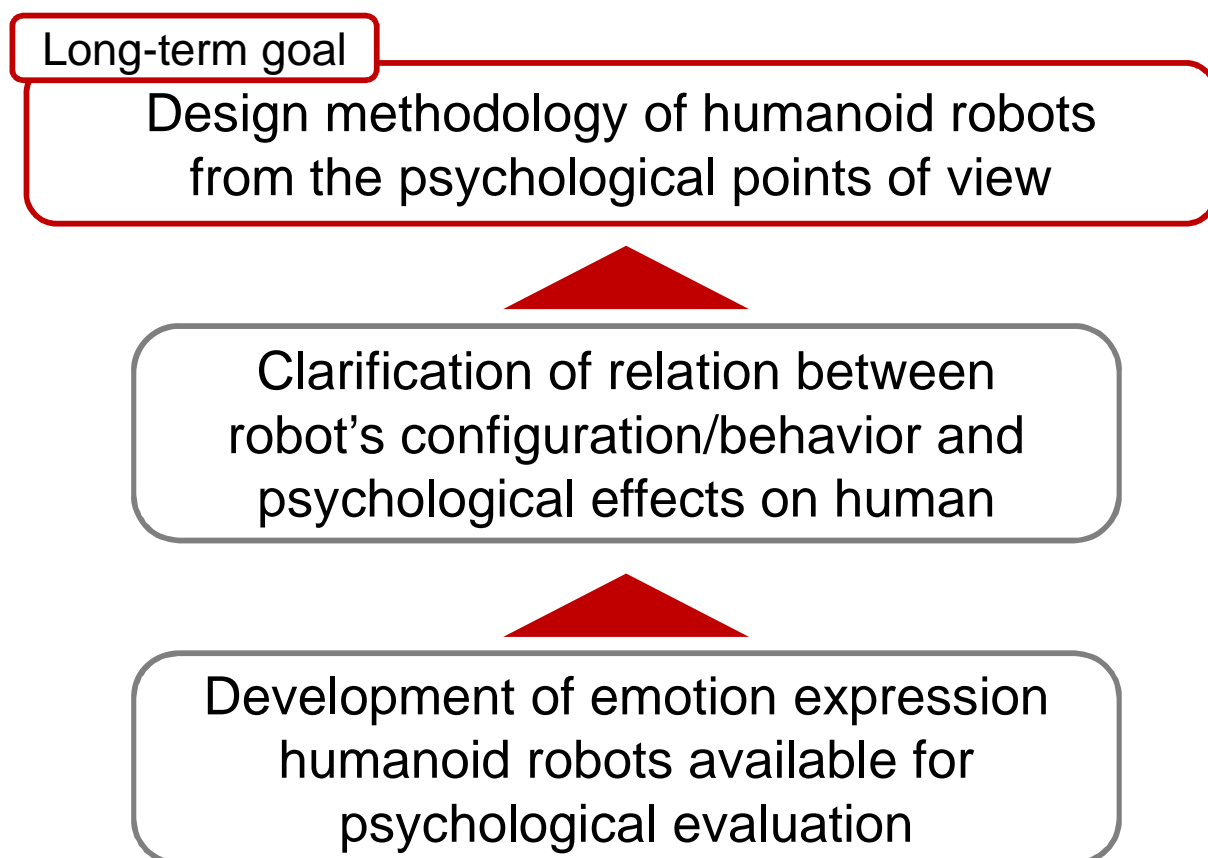 Long-term goal
Design methodology of humanoid robots
from the psychological points of view
Clarification of relation between
robot's configuration/behavior and
psychological effects on human
Development of emotion expression
humanoid robots available for
psychological evaluation